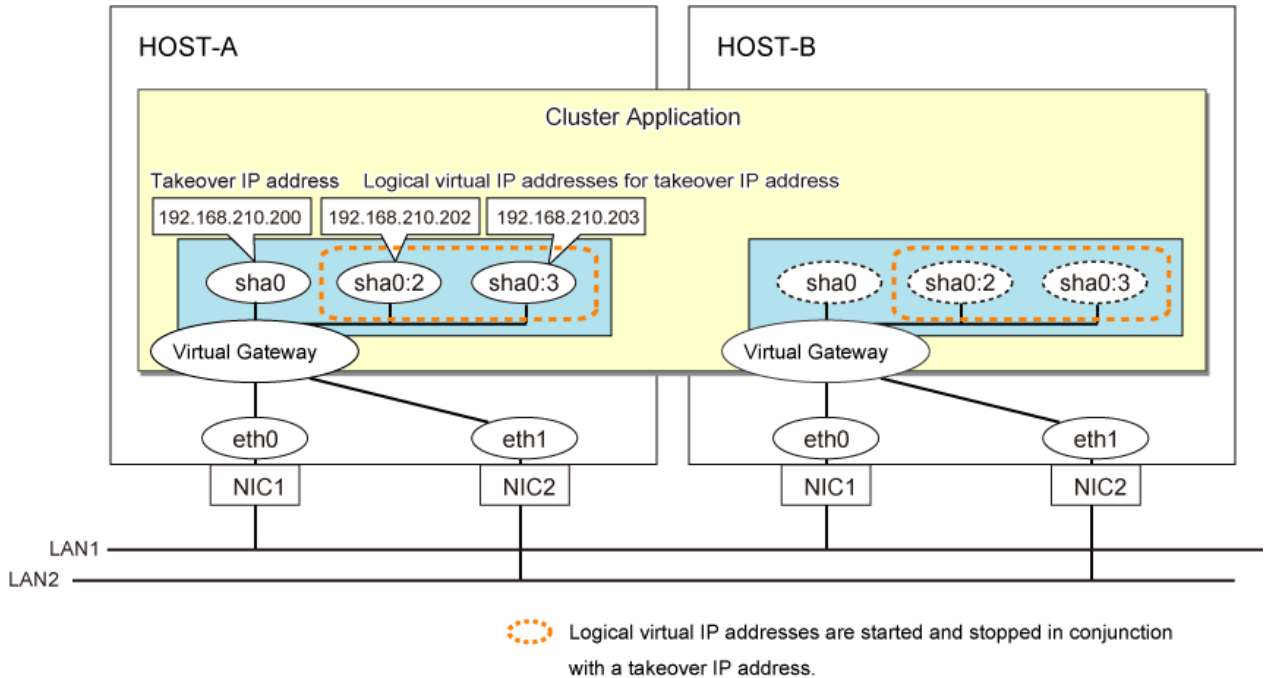 HOST-A
HOST-B
Cluster Application
Takeover IP address
Logical virtual IP addresses for takeover IP address
192.168.210.200
192.168.210.202
192.168.210.203
sha0
sha0:2
sha0:3
sha0
sha0:2
sha0:3
Virtual Gateway
Virtual Gateway
eth0
eth1
eth0
eth1
NIC1
NIC2
NIC1
NIC2
LAN1
LAN2
Logical virtual IP addresses are started and stopped in conjunction
with a takeover IP address.